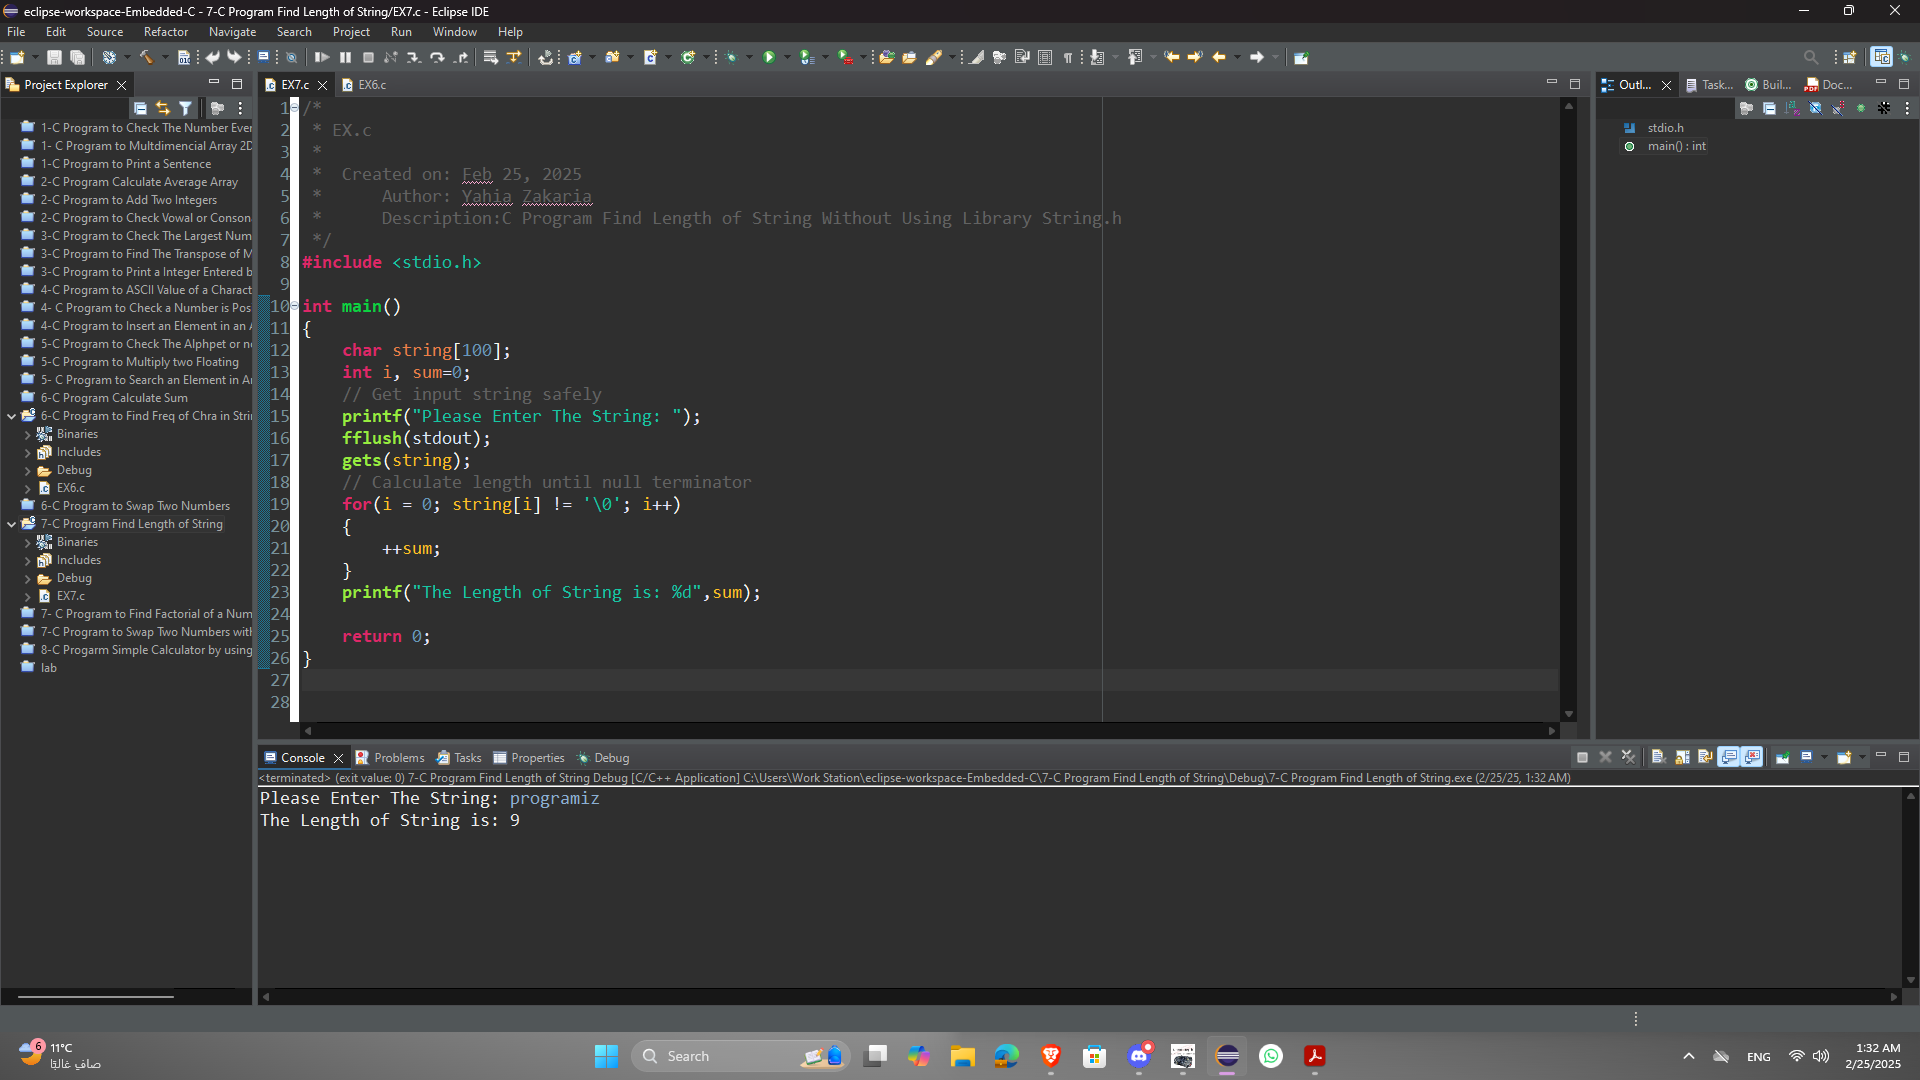 eclipse-workspace-Embedded-C - 7-C Program Find Length of String/EX7.c - Eclipse IDE
File Edit Source Refactor Navigate Search Project Run Window Help
Project Explorer
1-C Program to Check The Number Ever
1- C Program to Multdimencial Array 2D
1-C Program to Print a Sentence
2-C Program Calculate Average Array
2-C Program to Add Two Integers
2-C Program to Check Vowal or Conson
3-C Program to Check The Largest Num
3-C Program to Find The Transpose of M
3-C Program to Print a Integer Entered b
4-C Program to ASCII Value of a Charact
4- C Program to Check a Number is Pos
4-C Program to Insert an Element in an A
5-C Program to Check The Alphpet or n
5-C Program to Multiply two Floating
5- C Program to Search an Element in A
6-C Program Calculate Sum
6-C Program to Find Freq of Chra in Stri
Binaries
Includes
Debug
EX6.c
6-C Program to Swap Two Numbers
7-C Program Find Length of String
Binaries
Includes
Debug
EX7.c
7- C Program to Find Factorial of a Num
7-C Program to Swap Two Numbers with
8-C Progarm Simple Calculator by using
lab
EX7.c EX6.c
1 /*
2 * EX.c
3 *
4 * Created on: Feb 25, 2025
5 * Author: Yahia Zakaria
6 * Description:C Program Find Length of String Without Using Library String.h
7 */
8 #include <stdio.h>
9
10 int main()
11 {
12 char string[100];
13 int i, sum=0;
14 // Get input string safely
15 printf("Please Enter The String: ");
16 fflush(stdout);
17 gets(string);
18 // Calculate length until null terminator
19 for(i = 0; string[i] != '\0'; i++)
20 {
21 ++sum;
22 }
23 printf("The Length of String is: %d",sum);
24
25 return 0;
26 }
27
28
Outl... Task... Buil... Doc...
stdio.h
main() : int
Console Problems Tasks Properties Debug
<terminated> (exit value: 0) 7-C Program Find Length of String Debug [C/C++ Application] C:\Users\Work Station\eclipse-workspace-Embedded-C\7-C Program Find Length of String\Debug\7-C Program Find Length of String.exe (2/25/25, 1:32 AM)
Please Enter The String: programiz
The Length of String is: 9
6
11°C
صافٍ غالبًا
Search
ENG
1:32 AM
2/25/2025